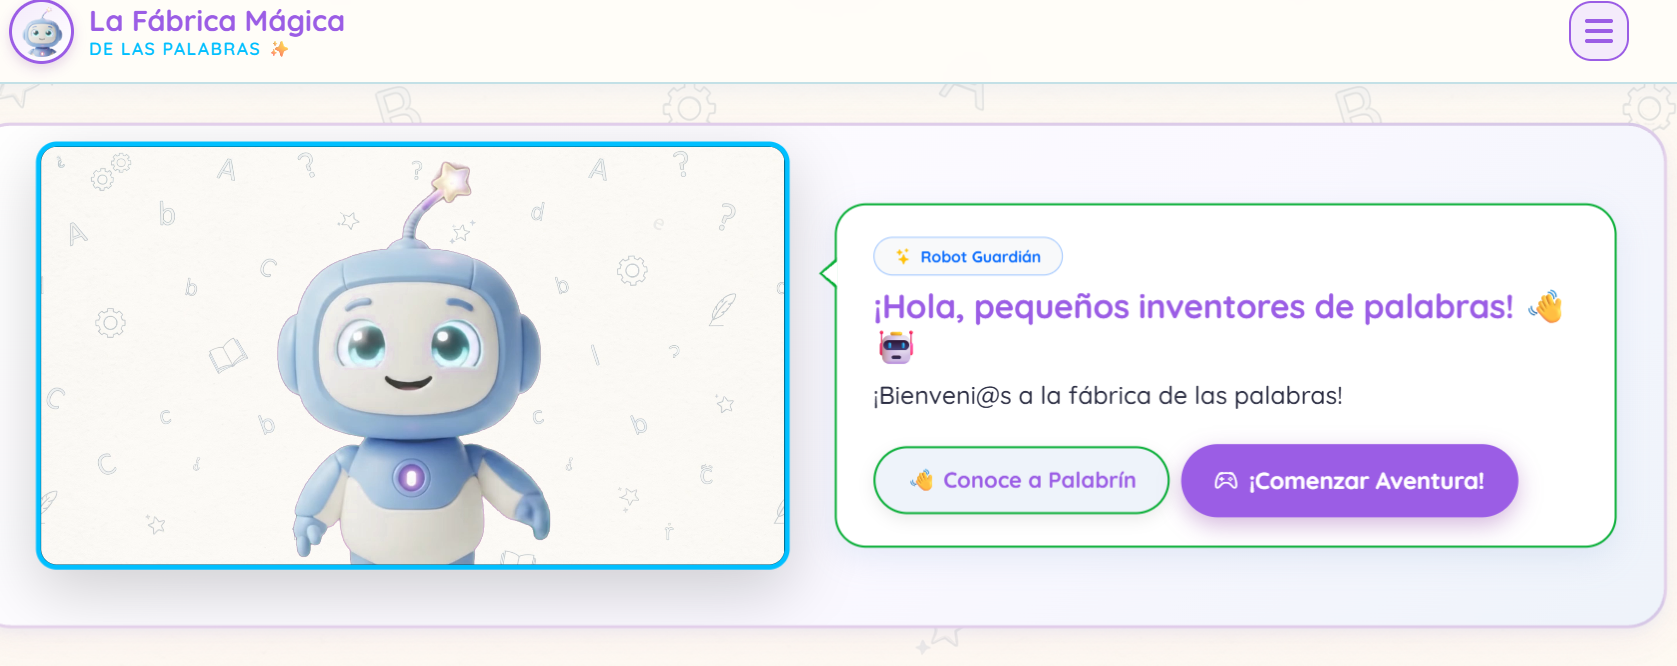 La Fábrica Mágica
DE LAS PALABRAS ✨
✨ Robot Guardián
¡Hola, pequeños inventores de palabras! 👋
🤖
¡Bienveni@s a la fábrica de las palabras!
👋 Conoce a Palabrín
🎮 ¡Comenzar Aventura!